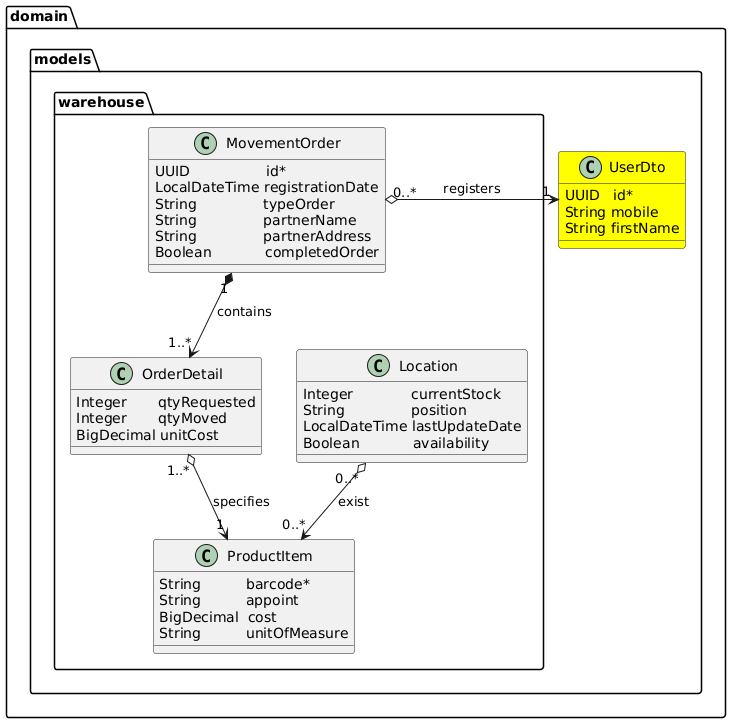 domain
models
warehouse
C MovementOrder
UUID id*
LocalDateTime registrationDate
String typeOrder
String partnerName
String partnerAddress
Boolean completedOrder
C UserDto
UUID id*
String mobile
String firstName
0..* registers 1
1
contains
1..*
C OrderDetail
Integer qtyRequested
Integer qtyMoved
BigDecimal unitCost
C Location
Integer currentStock
String position
LocalDateTime lastUpdateDate
Boolean availability
1..*
specifies
1
0..*
exist
0..*
C ProductItem
String barcode*
String appoint
BigDecimal cost
String unitOfMeasure